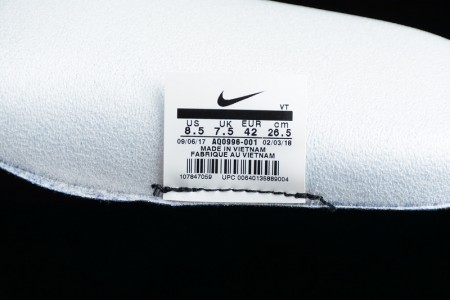 VT
US UK EUR cm
8.5 7.5 42 26.5
09/06/17 AQ0996-001 02/03/18
MADE IN VIETNAM
FABRIQUE AU VIETNAM
107847059 UPC 00640135889004